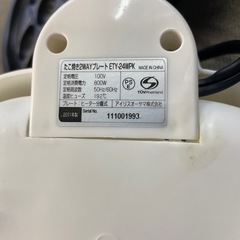 たこ焼き2WAYプレート ETY-24WPK
定格電圧 100V
定格消費電力 800W
定格周波数 50Hz/60Hz
温度ヒューズ 192℃
MADE IN CHINA
TÜVRheinland
プレート ヒーター分離式 アイリスオーヤマ株式会社
2011年製 Serial No.
111001993